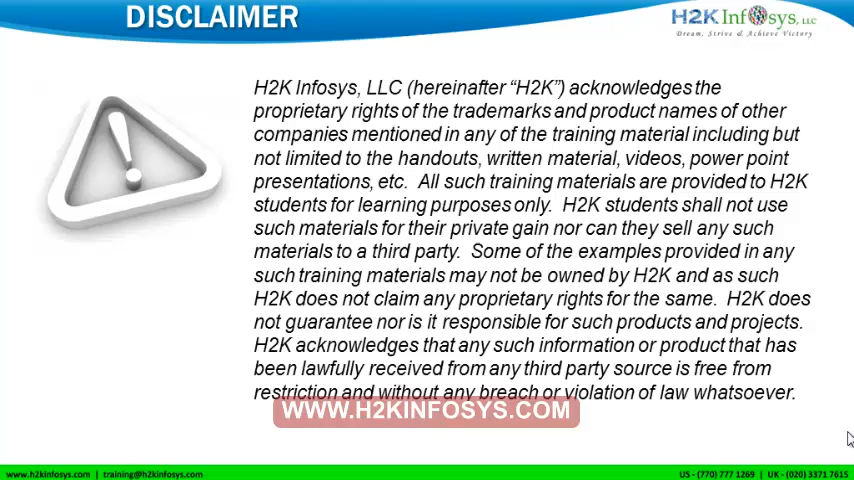 DISCLAIMER
H2K Infosys, LLC
Dream, Strive & Achieve Victory
H2K Infosys, LLC (hereinafter “H2K”) acknowledges the
proprietary rights of the trademarks and product names of other
companies mentioned in any of the training material including but
not limited to the handouts, written material, videos, power point
presentations, etc.  All such training materials are provided to H2K
students for learning purposes only.  H2K students shall not use
such materials for their private gain nor can they sell any such
materials to a third party.  Some of the examples provided in any
such training materials may not be owned by H2K and as such
H2K does not claim any proprietary rights for the same.  H2K does
not guarantee nor is it responsible for such products and projects.
H2K acknowledges that any such information or product that has
been lawfully received from any third party source is free from
restriction and without any breach or violation of law whatsoever.
WWW.H2KINFOSYS.COM
www.h2kinfosys.com | training@h2kinfosys.com
US - (770) 777 1269 | UK - (020) 3371 7615